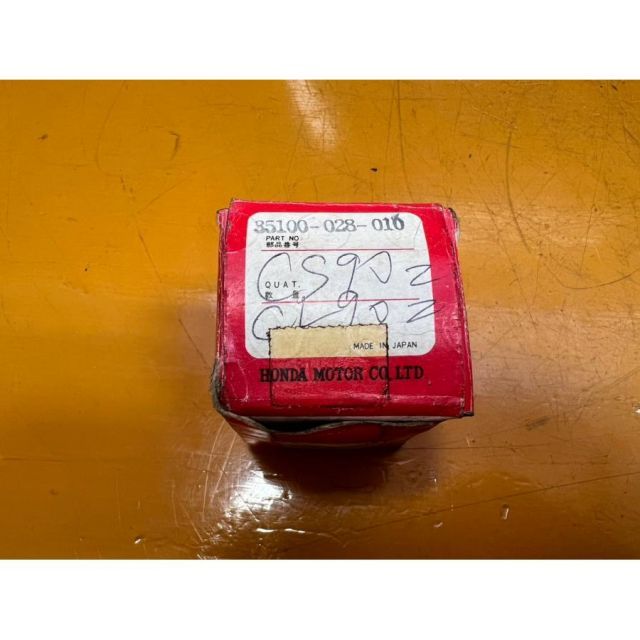 35100-028-010
PART NO.
部品番号
CS90Z
QUAT.
数量
CL90Z
MADE IN JAPAN
HONDA MOTOR CO., LTD